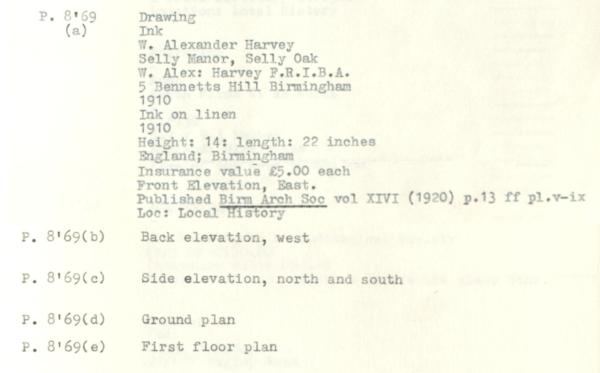 P. 8'69 Drawing
(a) Ink
W. Alexander Harvey
Selly Manor, Selly Oak
W. Alex: Harvey F.R.I.B.A.
5 Bennetts Hill Birmingham
1910
Ink on linen
1910
Height: 14: length: 22 inches
England; Birmingham
Insurance value £5.00 each
Front Elevation, East.
Published Birm Arch Soc vol XIVI (1920) p.13 ff pl.v-ix
Loc: Local History
P. 8'69(b) Back elevation, west
P. 8'69(c) Side elevation, north and south
P. 8'69(d) Ground plan
P. 8'69(e) First floor plan